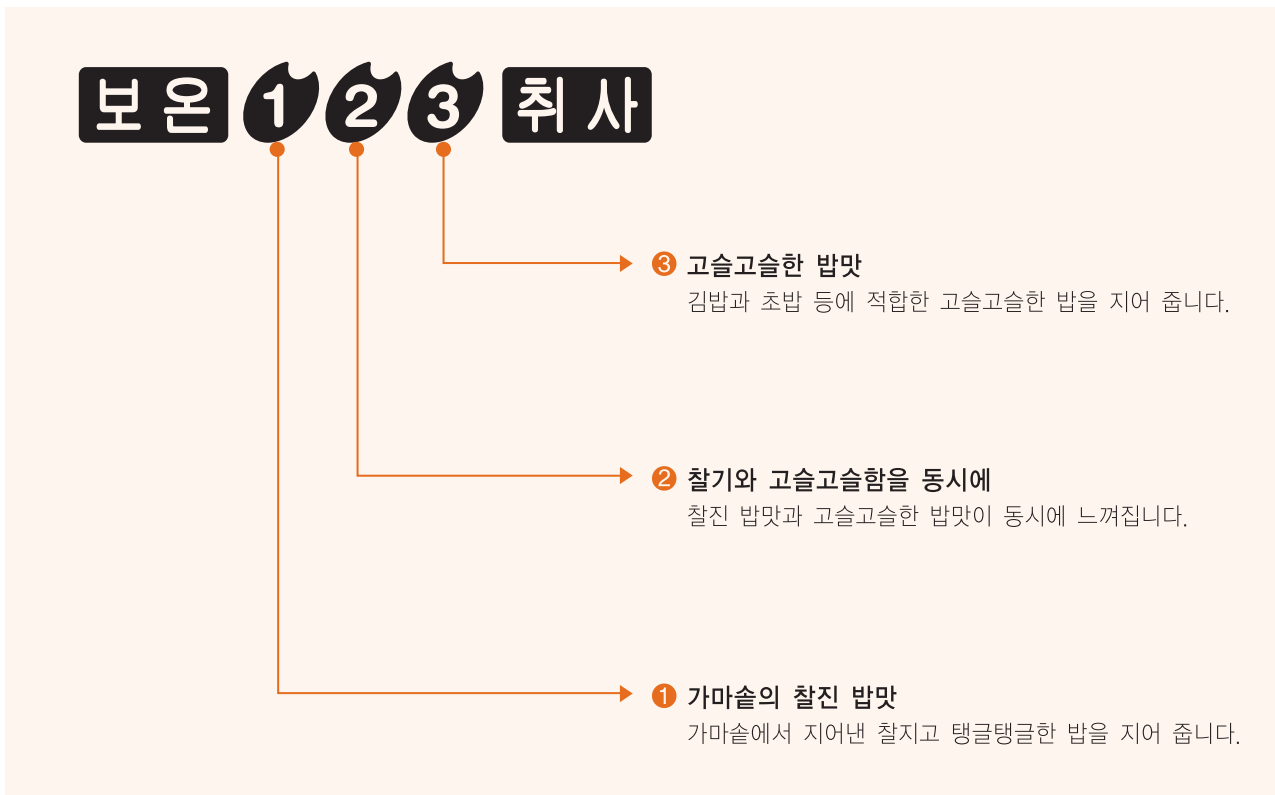 보온 1 2 3 취사
3 고슬고슬한 밥맛
김밥과 초밥 등에 적합한 고슬고슬한 밥을 지어 줍니다.
2 찰기와 고슬고슬함을 동시에
찰진 밥맛과 고슬고슬한 밥맛이 동시에 느껴집니다.
1 가마솥의 찰진 밥맛
가마솥에서 지어낸 찰지고 탱글탱글한 밥을 지어 줍니다.